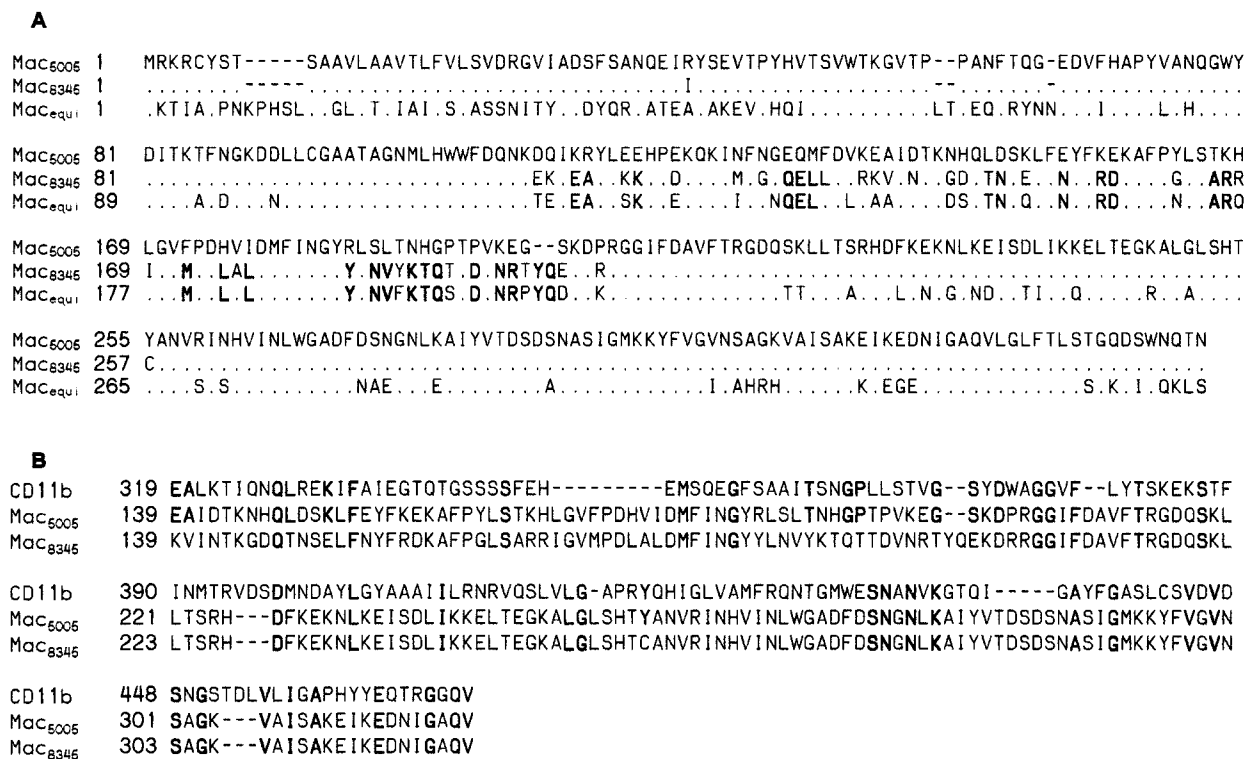 A
Mac5005 1 MRKRCYST-----SAAVLAAVTLFVLSVDRGVIADSFSANQEIRYSEVTPYHVTSVWTKGVTP--PANFTQG-EDVFHAPYVANQGWY
Mac8345 1 ........-----..............................I...................--.......-...............
Macequi 1 .KTIA.PNKPHSL..GL.T.IAI.S.ASSNITY..DYQR.ATEA.AKEV.HQI..........LT.EQ.RYNN...I....L.H....
Mac5005 81 DITKTFNGKDDLLCGAATAGNMLHWWFDQNKDQIKRYLEEHPEKQKINFNGEQMFDVKEAIDTKNHQLDSKLFEYFKEKAFPYLSTKH
Mac8345 81 ...............................EK.EA..KK..D....M.G.QELL..RKV.N..GD.TN.E..N..RD....G..ARR
Macequi 89 ....A.D...N....................TE.EA..SK..E....I..NQEL..L.AA....DS.TN.Q..N..RD....N..ARQ
Mac5005 169 LGVFPDHVIDMFINGYRLSLTNHGPTPVKEG--SKDPRGGIFDAVFTRGDQSKLLTSRHDFKEKNLKEISDLIKKELTEGKALGLSHT
Mac8345 169 I..M..LAL.......Y.NVYKTQT.D.NRTYQE..R...................................................
Macequi 177 ...M..L.L.......Y.NVFKTQS.D.NRPYQD..K..............TT...A...L.N.G.ND..TI..Q.....R..A....
Mac5005 255 YANVRINHVINLWGADFDSNGNLKAIYVTDSDSNASIGMKKYFVGVNSAGKVAISAKEIKEDNIGAQVLGLFTLSTGQDSWNQTN
Mac8345 257 C....................................................................................
Macequi 265 ....S.S..........NAE...E........A............I.AHRH......K.EGE.............S.K.I.QKLS
B
CD11b 319 EALKTIQNQLREKIFAIEGTQTGSSSSFEH---------EMSQEGFSAAITSNGPLLSTVG--SYDWAGGVF--LYTSKEKSTF
Mac5005 139 EAIDTKNHQLDSKLFEYFKEKAFPYLSTKHLGVFPDHVIDMFINGYRLSLTNHGPTPVKEG--SKDPRGGIFDAVFTRGDQSKL
Mac8345 139 KVINTKGDQTNSELFNYFRDKAFPGLSARRIGVMPDLALDMFINGYYLNVYKTQTTDVNRTYQEKDRRGGIFDAVFTRGDQSKL
CD11b 390 INMTRVDSDMNDAYLGYAAAIILRNRVQSLVLG-APRYQHIGLVAMFRQNTGMWESNANVKGTQI-----GAYFGASLCSVDVD
Mac5005 221 LTSRH---DFKEKNLKEISDLIKKELTEGKALGLSHTYANVRINHVINLWGADFDSNGNLKAIYVTDSDSNASIGMKKYFVGVN
Mac8345 223 LTSRH---DFKEKNLKEISDLIKKELTEGKALGLSHTCANVRINHVINLWGADFDSNGNLKAIYVTDSDSNASIGMKKYFVGVN
CD11b 448 SNGSTDLVLIGAPHYYEQTRGGQV
Mac5005 301 SAGK---VAISAKEIKEDNIGAQV
Mac8345 303 SAGK---VAISAKEIKEDNIGAQV